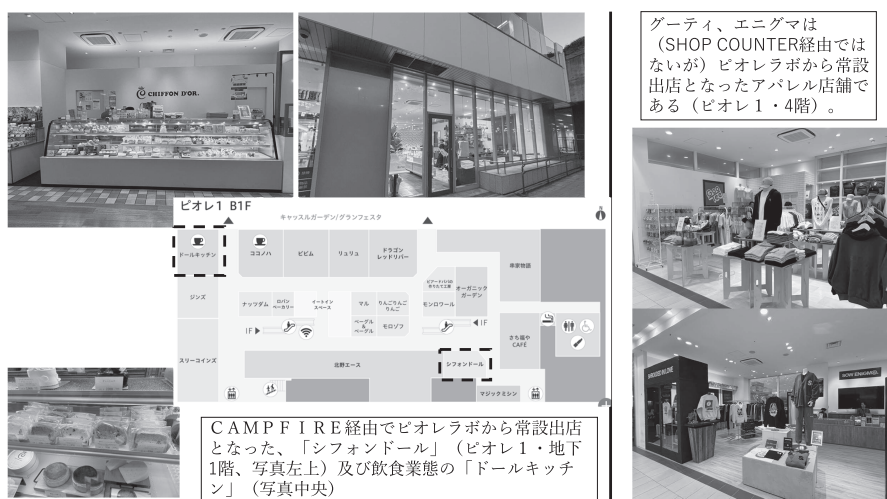 CHIFFON D'OR.
グーティ、エニグマは
（SHOP COUNTER経由では
ないが）ピオレラボから常設
出店となったアパレル店舗で
ある（ピオレ１・4階）。
ピオレ1 B1F
キャッスルガーデン/グランフェスタ
N
ドールキッチン
ココノハ
ビビム
リュリュ
ドラゴン
レッドリバー
串家物語
ジンズ
ナッツダム
ロバン
ベーカリー
イートイン
スペース
マル
りんごりんご
りんご
ビアードパパの
作りたて工房
オーガニック
ガーデン
モンロワール
ベーグル
&
ベーグル
モロゾフ
1F ▶
◀ 1F
きち福や
CAFÉ
スリーコインズ
北野エース
シフォンドール
マジックミシン
ＣＡＭＰＦＩＲＥ経由でピオレラボから常設出店
となった、「シフォンドール」（ピオレ１・地下
1階、写真左上）及び飲食業態の「ドールキッチ
ン」（写真中央）